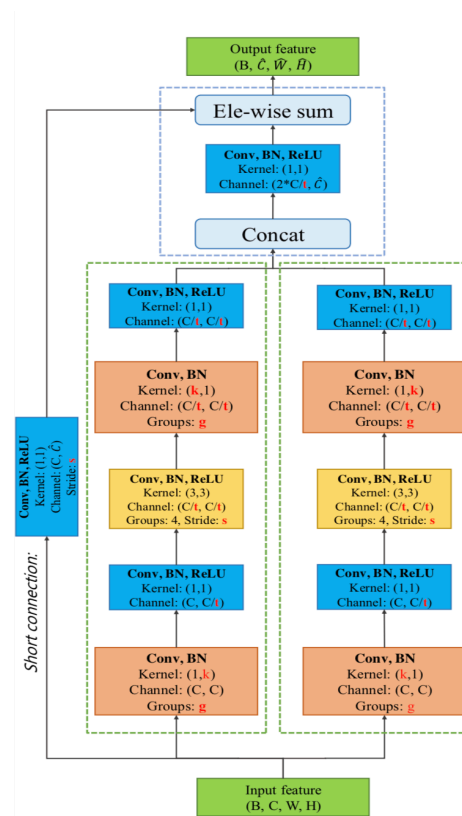 Output feature
(B, Ĉ, Ŵ, Ĥ)
Ele-wise sum
Conv, BN, ReLU
Kernel: (1,1)
Channel: (2*C/t, Ĉ)
Concat
Conv, BN, ReLU
Kernel: (1,1)
Channel: (C/t, C/t)
Conv, BN
Kernel: (k,1)
Channel: (C/t, C/t)
Groups: g
Conv, BN, ReLU
Kernel: (3,3)
Channel: (C/t, C/t)
Groups: 4, Stride: s
Conv, BN, ReLU
Kernel: (1,1)
Channel: (C, C/t)
Conv, BN
Kernel: (1,k)
Channel: (C, C)
Groups: g
Conv, BN, ReLU
Kernel: (1,1)
Channel: (C/t, C/t)
Conv, BN
Kernel: (1,k)
Channel: (C/t, C/t)
Groups: g
Conv, BN, ReLU
Kernel: (3,3)
Channel: (C/t, C/t)
Groups: 4, Stride: s
Conv, BN, ReLU
Kernel: (1,1)
Channel: (C, C/t)
Conv, BN
Kernel: (k,1)
Channel: (C, C)
Groups: g
Conv, BN, ReLU
Kernel: (1,1)
Channel: (C, Ĉ)
Stride: s
Short connection:
Input feature
(B, C, W, H)